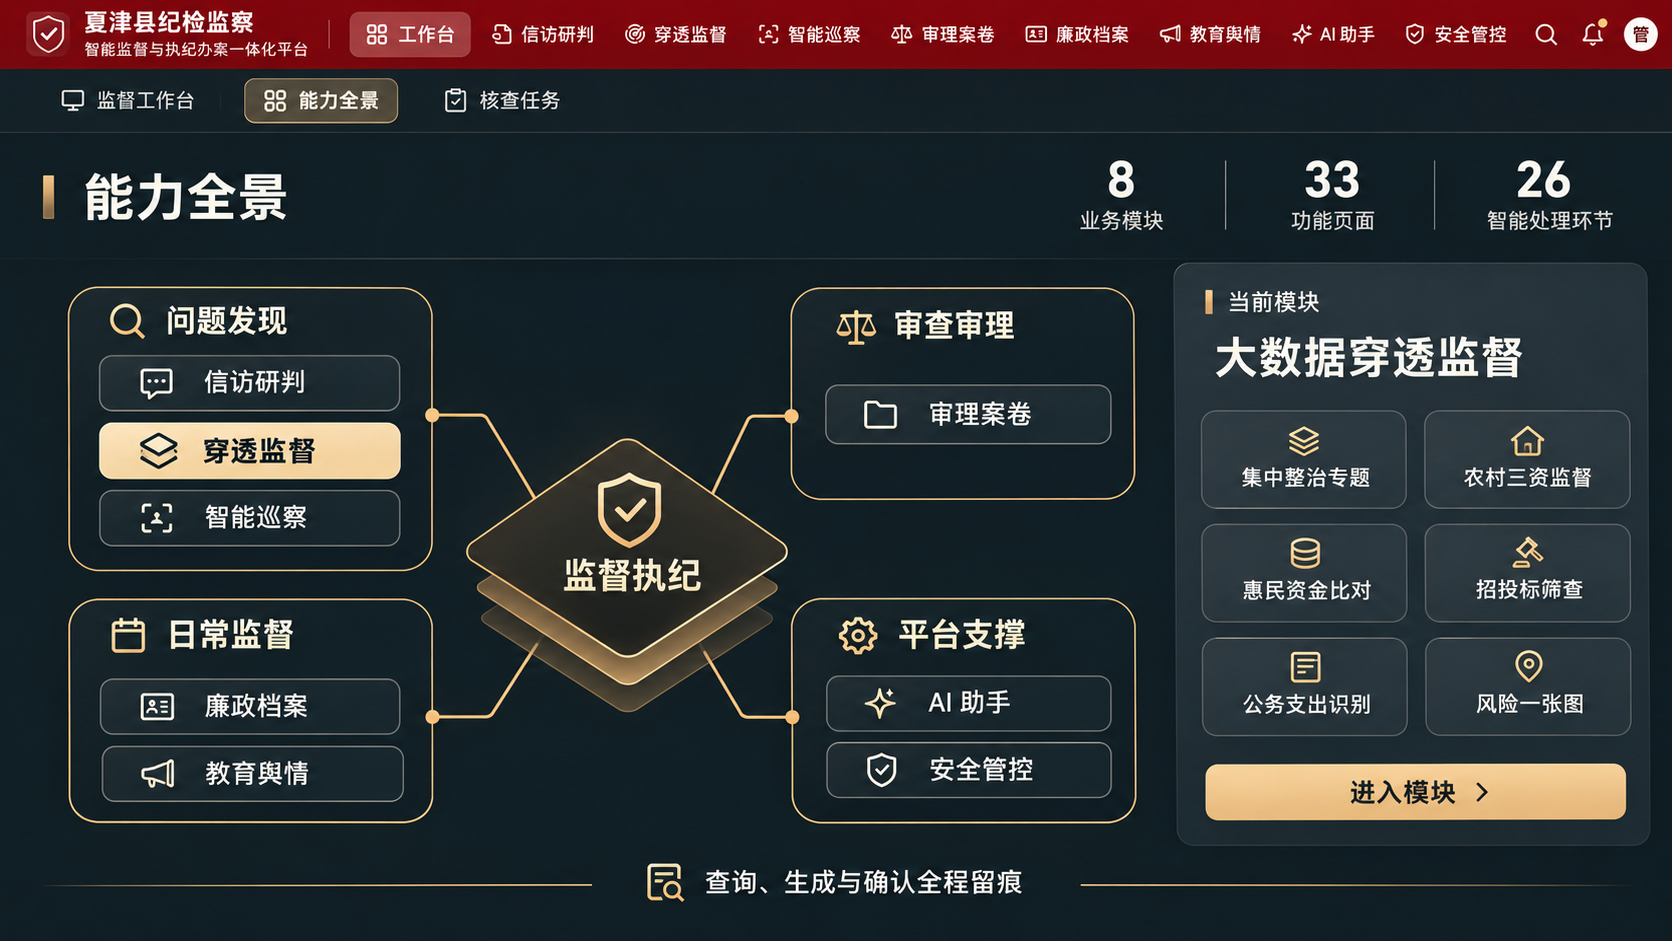 夏津县纪检监察
智能监督与执纪办案一体化平台
工作台
信访研判
穿透监督
智能巡察
审理案卷
廉政档案
教育舆情
AI 助手
安全管控
管
监督工作台
能力全景
核查任务
能力全景
8
业务模块
33
功能页面
26
智能处理环节
问题发现
信访研判
穿透监督
智能巡察
日常监督
廉政档案
教育舆情
监督执纪
审查审理
审理案卷
平台支撑
AI 助手
安全管控
当前模块
大数据穿透监督
集中整治专题
农村三资监督
惠民资金比对
招投标筛查
公务支出识别
风险一张图
进入模块
查询、生成与确认全程留痕